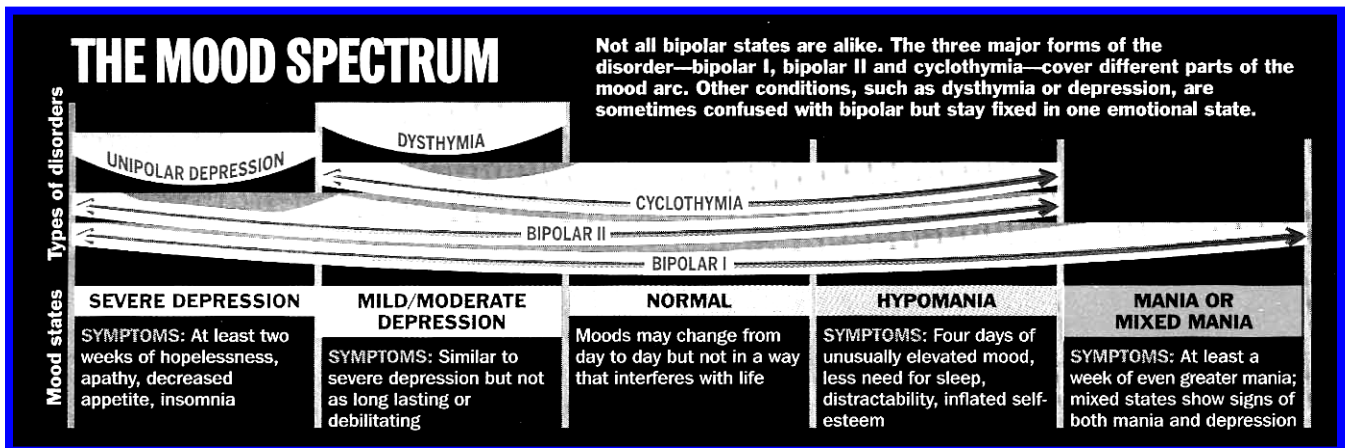 THE MOOD SPECTRUM
Not all bipolar states are alike. The three major forms of the
disorder—bipolar I, bipolar II and cyclothymia—cover different parts of the
mood arc. Other conditions, such as dysthymia or depression, are
sometimes confused with bipolar but stay fixed in one emotional state.
Types of disorders
UNIPOLAR DEPRESSION
DYSTHYMIA
CYCLOTHYMIA
BIPOLAR II
BIPOLAR I
Mood states
SEVERE DEPRESSION
SYMPTOMS: At least two
weeks of hopelessness,
apathy, decreased
appetite, insomnia
MILD/MODERATE
DEPRESSION
SYMPTOMS: Similar to
severe depression but not
as long lasting or
debilitating
NORMAL
Moods may change from
day to day but not in a way
that interferes with life
HYPOMANIA
SYMPTOMS: Four days of
unusually elevated mood,
less need for sleep,
distractability, inflated self-
esteem
MANIA OR
MIXED MANIA
SYMPTOMS: At least a
week of even greater mania;
mixed states show signs of
both mania and depression